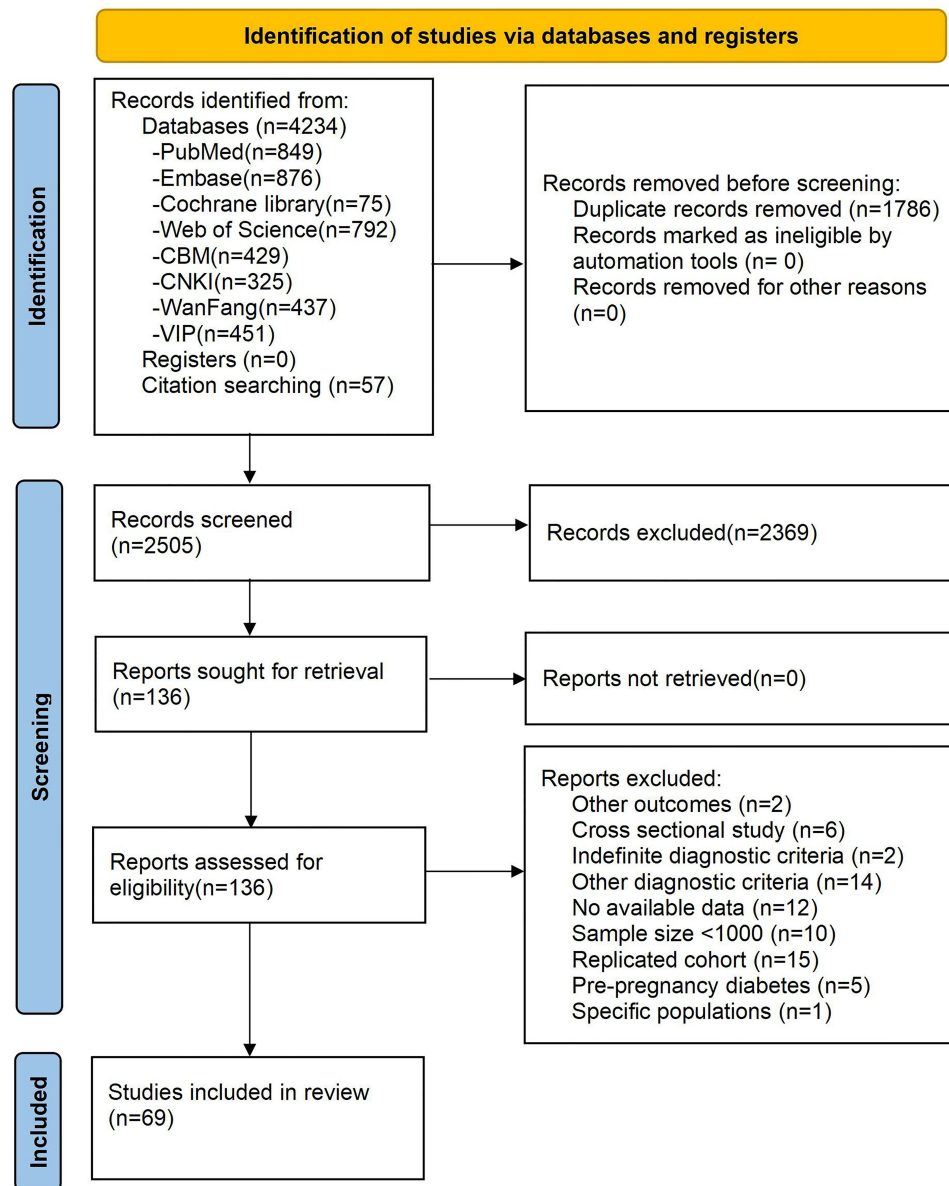 Identification of studies via databases and registers
Identification
Records identified from:
Databases (n=4234)
-PubMed(n=849)
-Embase(n=876)
-Cochrane library(n=75)
-Web of Science(n=792)
-CBM(n=429)
-CNKI(n=325)
-WanFang(n=437)
-VIP(n=451)
Registers (n=0)
Citation searching (n=57)
Records removed before screening:
Duplicate records removed (n=1786)
Records marked as ineligible by
automation tools (n= 0)
Records removed for other reasons
(n=0)
Screening
Records screened
(n=2505)
Records excluded(n=2369)
Reports sought for retrieval
(n=136)
Reports not retrieved(n=0)
Reports assessed for
eligibility(n=136)
Reports excluded:
Other outcomes (n=2)
Cross sectional study (n=6)
Indefinite diagnostic criteria (n=2)
Other diagnostic criteria (n=14)
No available data (n=12)
Sample size <1000 (n=10)
Replicated cohort (n=15)
Pre-pregnancy diabetes (n=5)
Specific populations (n=1)
Included
Studies included in review
(n=69)